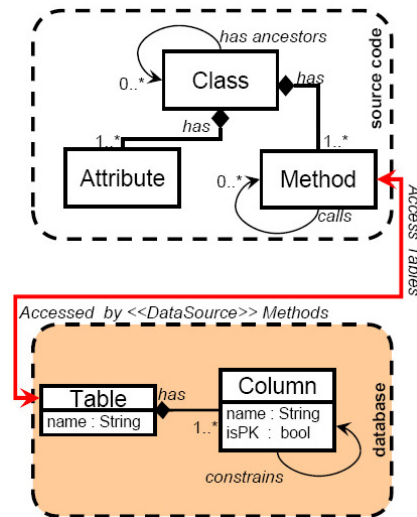 has ancestors
0..*
Class
has
has
1..*
1..*
Attribute
0..*
Method
calls
source code
Access Tables
Accessed by <<DataSource>> Methods
Table
name : String
has
1..*
Column
name : String
isPK : bool
constrains
database